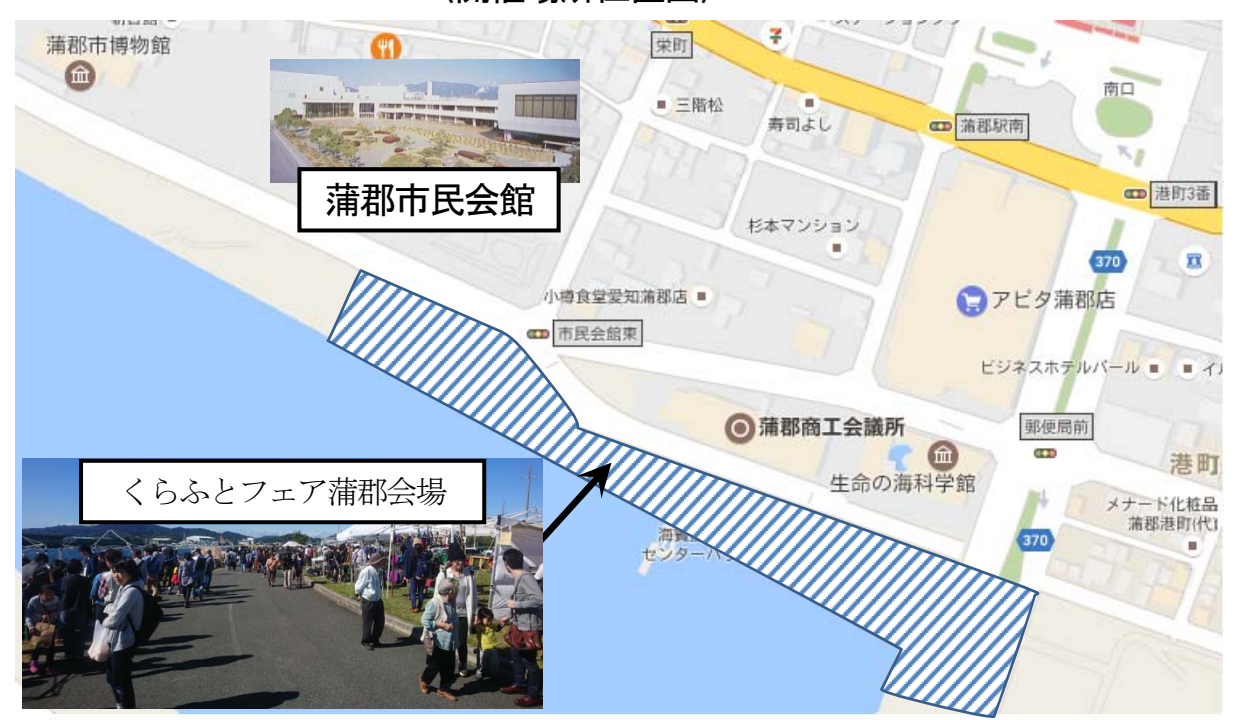 蒲郡市博物館
栄町
三階松
寿司よし
南口
蒲郡駅南
港町3番
蒲郡市民会館
杉本マンション
370
小樽食堂愛知蒲郡店
アピタ蒲郡店
市民会館東
ビジネスホテルパール
蒲郡商工会議所
郵便局前
港町
生命の海科学館
くらふとフェア蒲郡会場
メナード化粧品
蒲郡港町(代)
370
センターハ